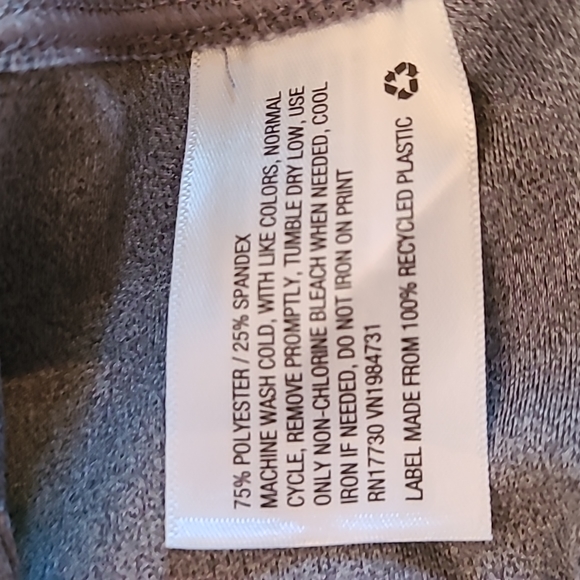 75% POLYESTER / 25% SPANDEX
MACHINE WASH COLD, WITH LIKE COLORS, NORMAL
CYCLE, REMOVE PROMPTLY, TUMBLE DRY LOW, USE
ONLY NON-CHLORINE BLEACH WHEN NEEDED, COOL
IRON IF NEEDED, DO NOT IRON ON PRINT
RN17730 VN1984731
LABEL MADE FROM 100% RECYCLED PLASTIC